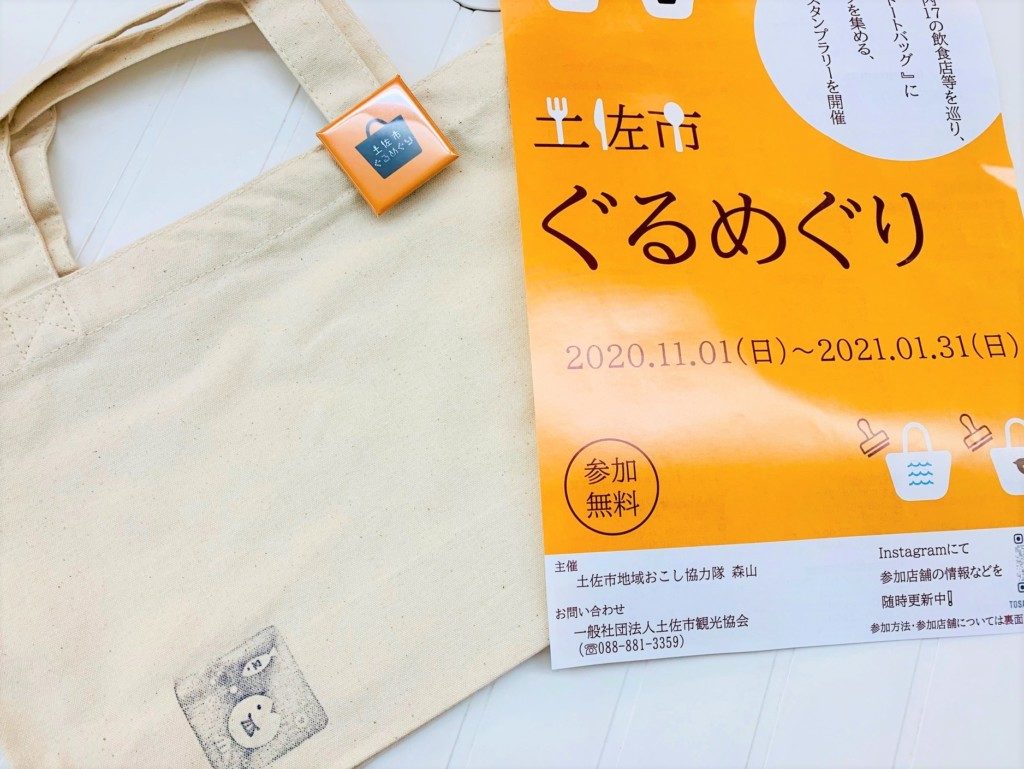 土佐市
ぐるめぐり
内17の飲食店等を巡り、
トートバッグ』に
を集める、
スタンプラリーを開催
土佐市
ぐるめぐり
2020.11.01(日)～2021.01.31(日)
参加
無料
主催
土佐市地域おこし協力隊 森山
お問い合わせ
一般社団法人土佐市観光協会
(☏088-881-3359)
Instagramにて
参加店舗の情報などを
随時更新中!
参加方法・参加店舗については裏面
TOSA